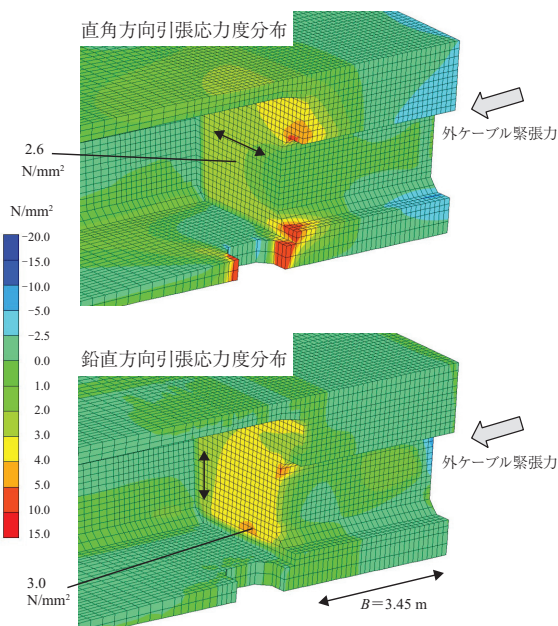 直角方向引張応力度分布
外ケーブル緊張力
2.6
N/mm²
N/mm²
−20.0
−15.0
−10.0
−5.0
−2.5
0.0
1.0
2.0
3.0
4.0
5.0
10.0
15.0
鉛直方向引張応力度分布
外ケーブル緊張力
3.0
N/mm²
B＝3.45 m